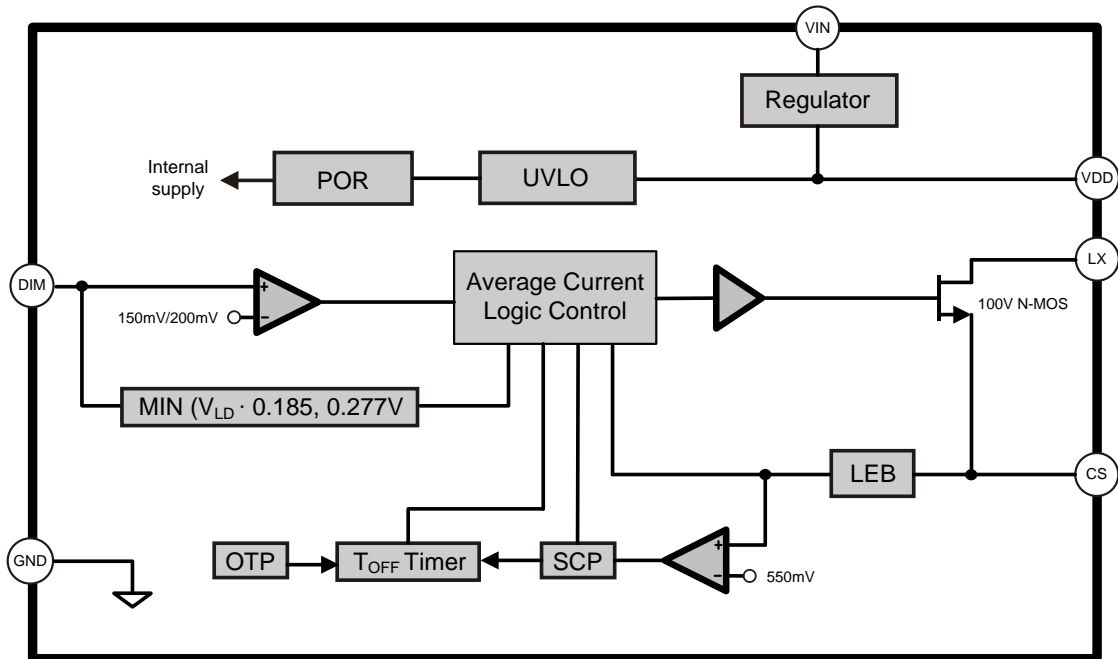 VIN
Regulator
Internal
supply
POR
UVLO
VDD
DIM
+
−
150mV/200mV
Average Current
Logic Control
LX
100V N-MOS
MIN (V_LD · 0.185, 0.277V
LEB
CS
GND
OTP
T_OFF Timer
SCP
+
−
550mV